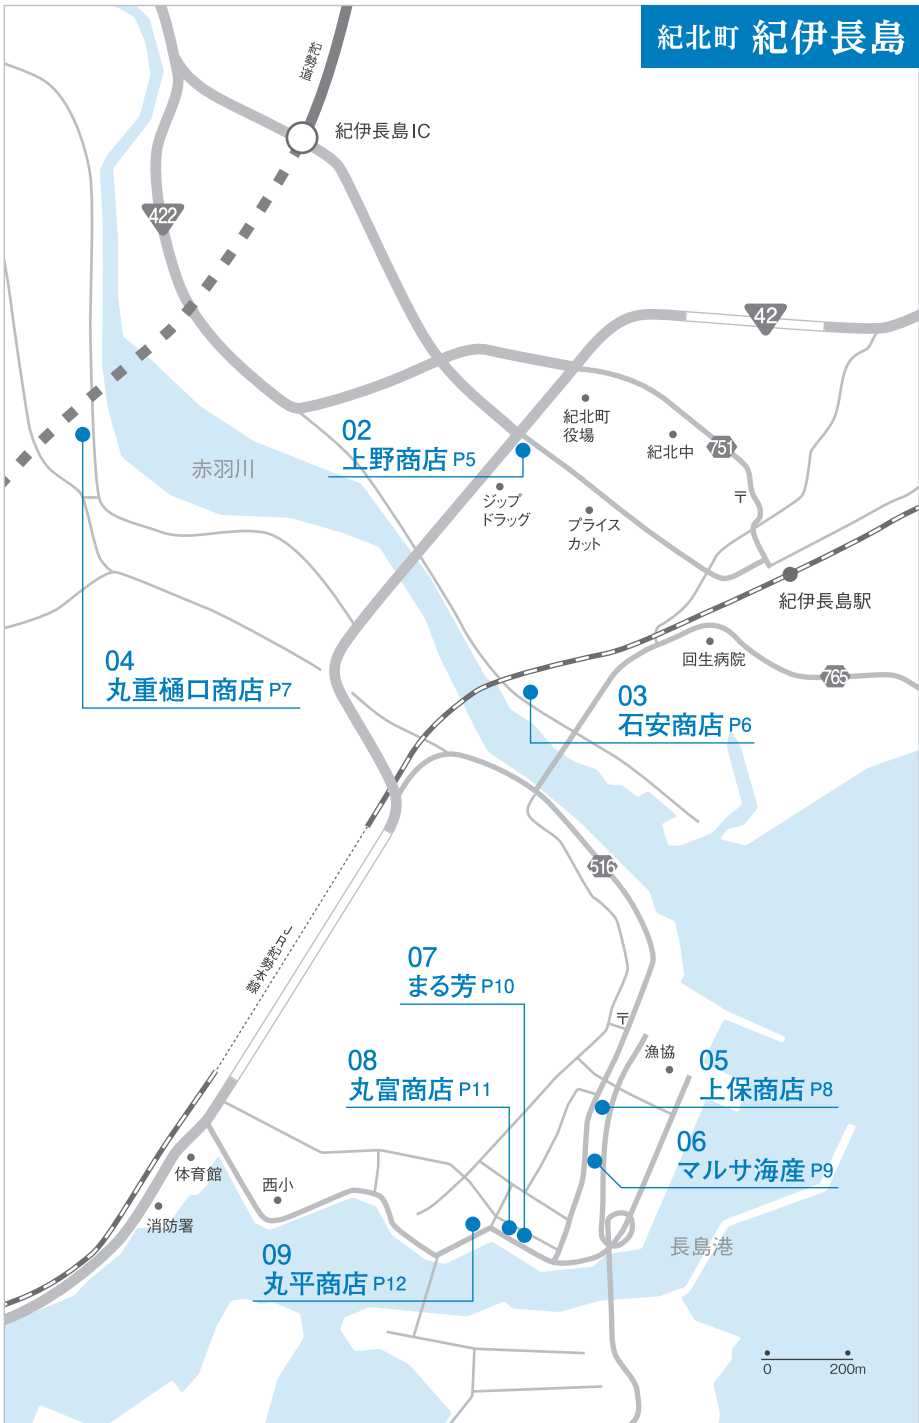 紀北町 紀伊長島
紀勢道
紀伊長島IC
422
42
紀北町
役場
02
上野商店 P5
紀北中
751
赤羽川
ジップ
ドラッグ
〒
プライス
カット
紀伊長島駅
04
丸重樋口商店 P7
回生病院
765
03
石安商店 P6
516
JR紀勢本線
07
まる芳 P10
〒
漁協
08
丸富商店 P11
05
上保商店 P8
06
マルサ海産 P9
体育館
西小
消防署
長島港
09
丸平商店 P12
0 200m